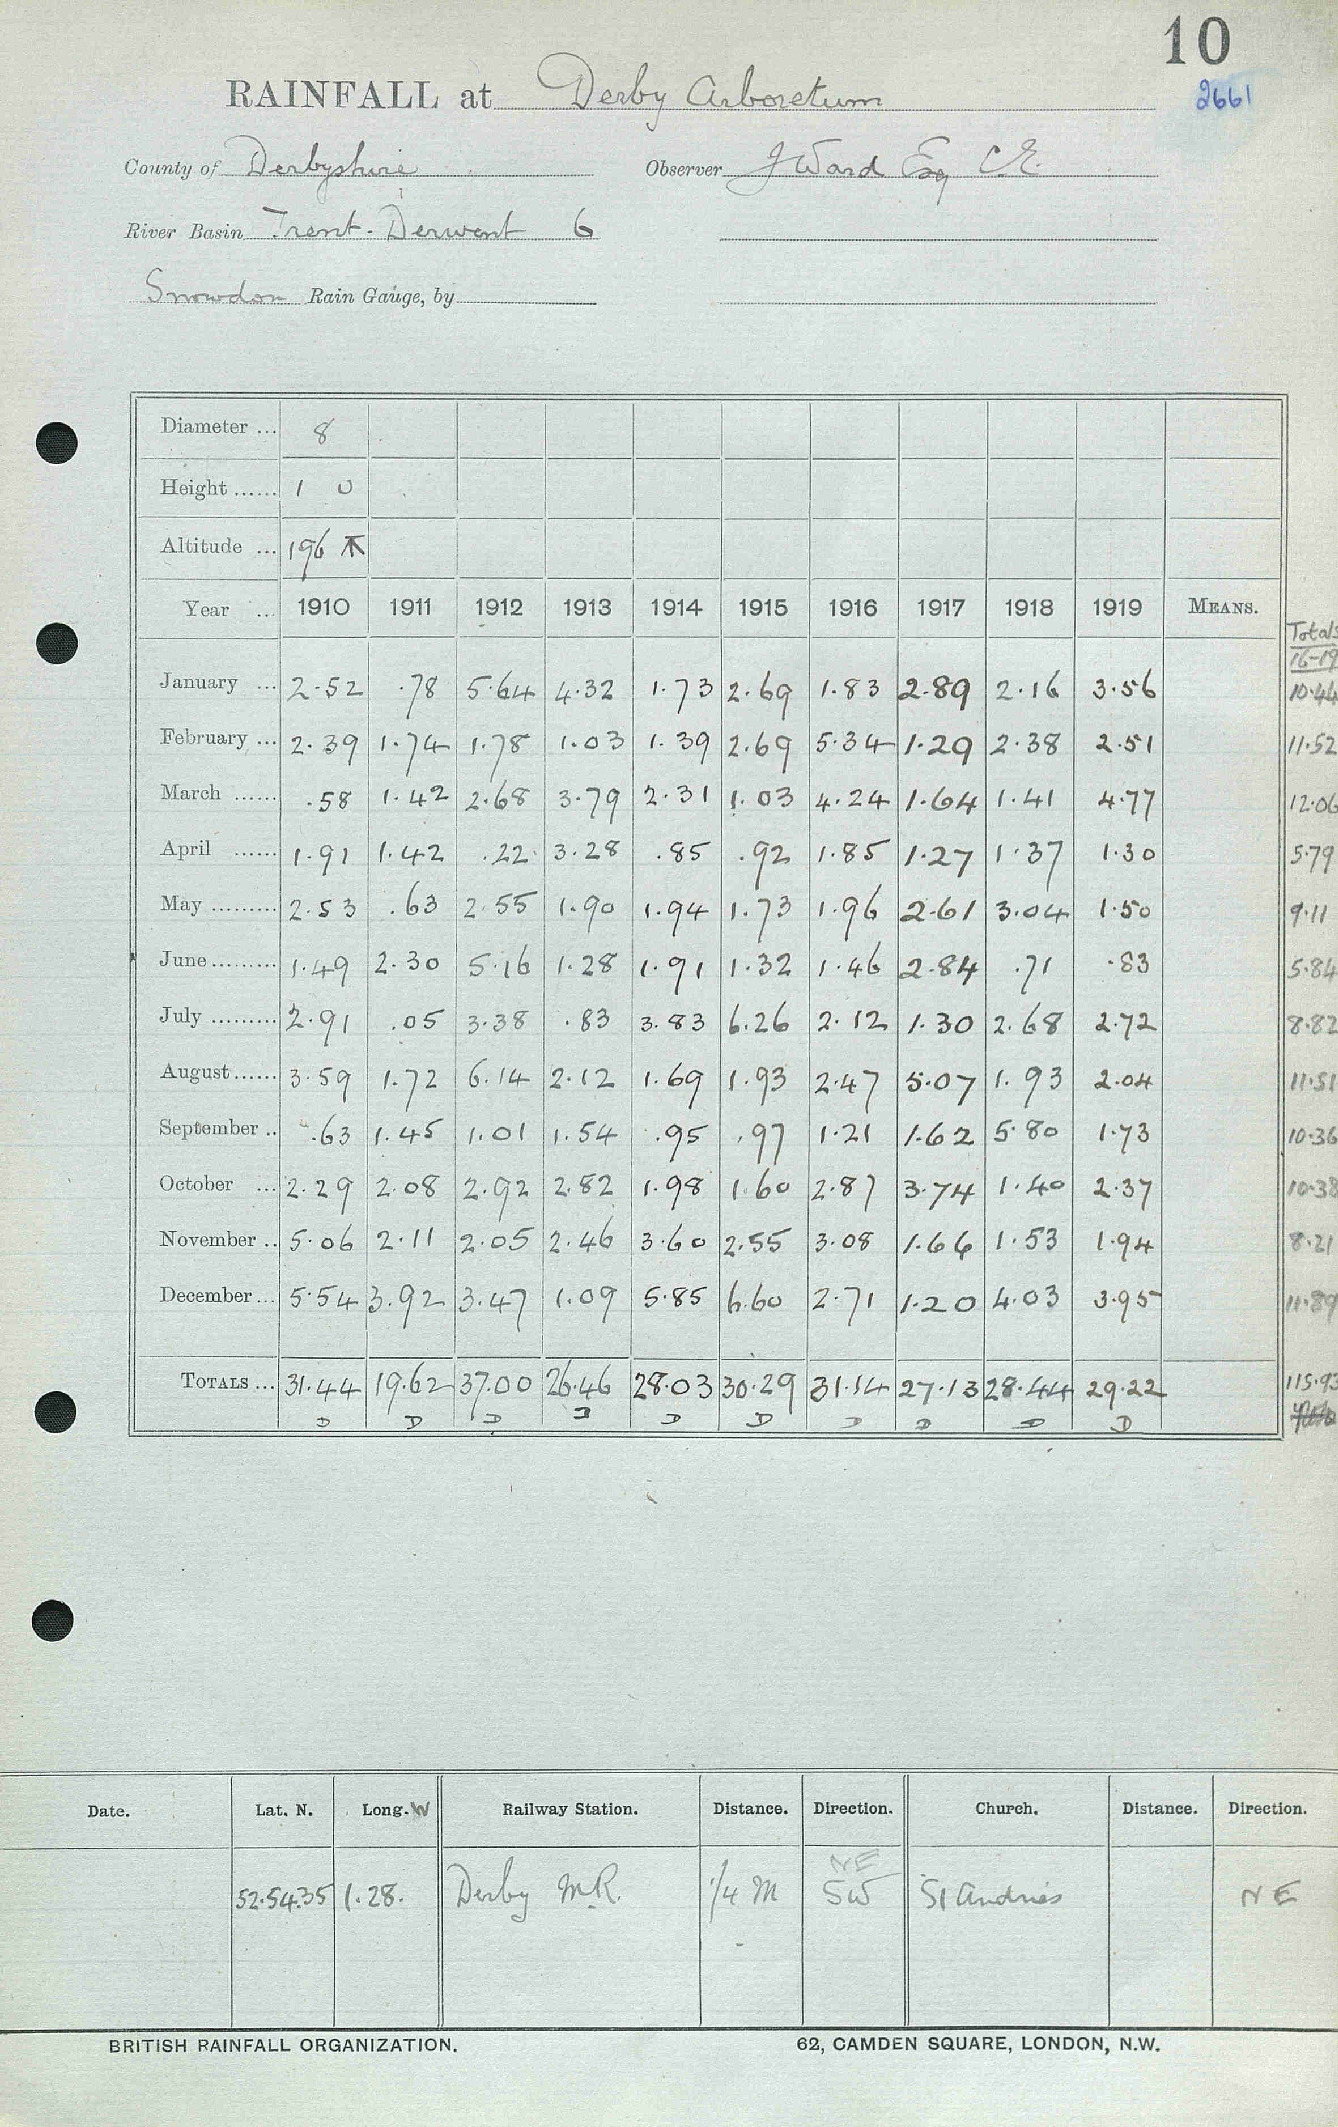 10
2661
RAINFALL at Derby Arboretum
County of Derbyshire Observer J Ward Esq C.E.
River Basin Trent-Derwent 6
Snowdon Rain Gauge, by
Diameter ... 8
Height ...... 1 0
Altitude ... 196
Year ... 1910 1911 1912 1913 1914 1915 1916 1917 1918 1919 MEANS. Totals 16-19
January ... 2.52 .78 5.64 4.32 1.73 2.69 1.83 2.89 2.16 3.56 10.44
February ... 2.39 1.74 1.78 1.03 1.39 2.69 5.34 1.29 2.38 2.51 11.52
March ...... .58 1.42 2.68 3.79 2.31 1.03 4.24 1.64 1.41 4.77 12.06
April ...... 1.91 1.42 .22 3.28 .85 .92 1.85 1.27 1.37 1.30 5.79
May ......... 2.53 .63 2.55 1.90 1.94 1.73 1.96 2.61 3.04 1.50 9.11
June ......... 1.49 2.30 5.16 1.28 1.91 1.32 1.46 2.84 .71 .83 5.84
July ......... 2.91 .05 3.38 .83 3.83 6.26 2.12 1.30 2.68 2.72 8.82
August ...... 3.59 1.72 6.14 2.12 1.69 1.93 2.47 5.07 1.93 2.04 11.51
September .. .63 1.45 1.01 1.54 .95 .97 1.21 1.62 5.80 1.73 10.36
October ... 2.29 2.08 2.92 2.82 1.98 1.60 2.87 3.74 1.40 2.37 10.38
November .. 5.06 2.11 2.05 2.46 3.60 2.55 3.08 1.66 1.53 1.94 8.21
December ... 5.54 3.92 3.47 1.09 5.85 6.60 2.71 1.20 4.03 3.95 11.89
TOTALS ... 31.44 19.62 37.00 26.46 28.03 30.29 31.14 27.13 28.44 29.22 115.93
D D D D D D D D D D
Date. Lat. N. Long. W Railway Station. Distance. Direction. Church. Distance. Direction.
NE
52.54.35 1.28. Derby M.R. 1/4 M SW St Andrews NE
BRITISH RAINFALL ORGANIZATION. 62, CAMDEN SQUARE, LONDON, N.W.